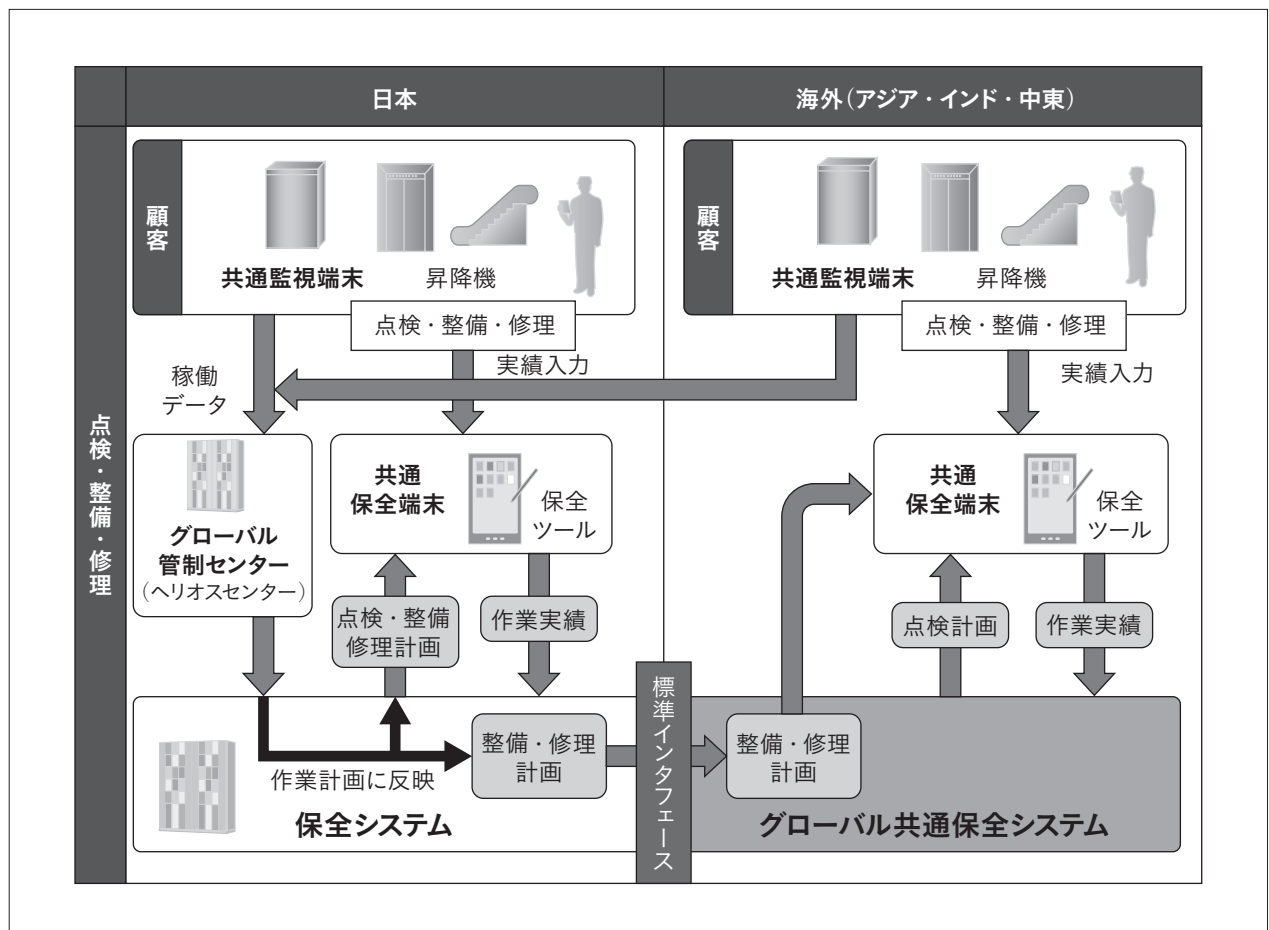 日本
海外(アジア・インド・中東)
点検・整備・修理
顧客
共通監視端末
昇降機
点検・整備・修理
実績入力
稼働
データ
グローバル
管制センター
(ヘリオスセンター)
共通
保全端末
保全
ツール
点検・整備
修理計画
作業実績
作業計画に反映
整備・修理
計画
保全システム
標準インタフェース
顧客
共通監視端末
昇降機
点検・整備・修理
実績入力
共通
保全端末
保全
ツール
点検計画
作業実績
整備・修理
計画
グローバル共通保全システム